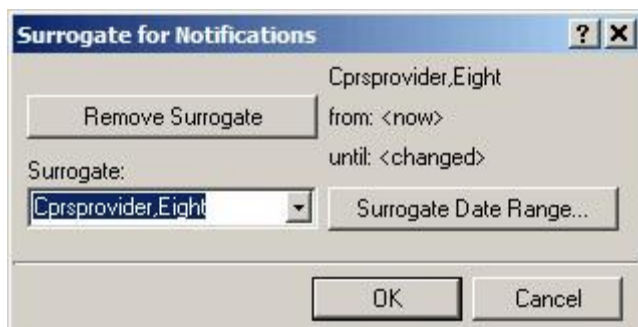 Surrogate for Notifications
Cprsprovider,Eight
Remove Surrogate
from: <now>
until: <changed>
Surrogate:
Cprsprovider,Eight
Surrogate Date Range...
OK
Cancel